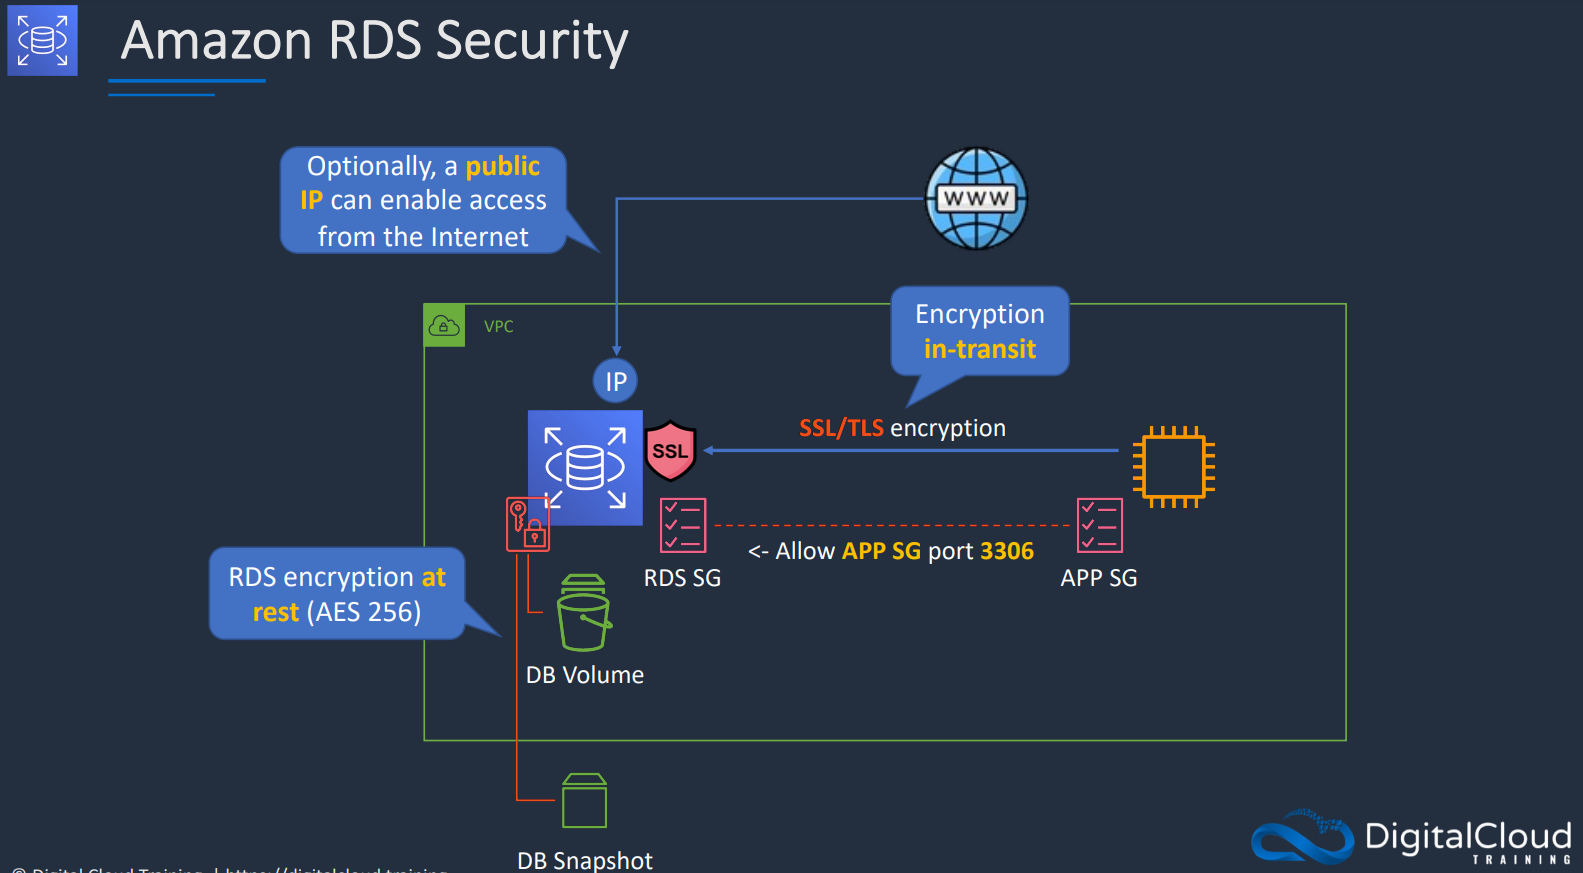 Amazon RDS Security
Optionally, a public
IP can enable access
from the Internet
WWW
VPC
Encryption
in-transit
IP
SSL/TLS encryption
SSL
<- Allow APP SG port 3306
RDS SG
APP SG
RDS encryption at
rest (AES 256)
DB Volume
DB Snapshot
DigitalCloud
TRAINING
© Digital Cloud Training | https://digitalcloud.training